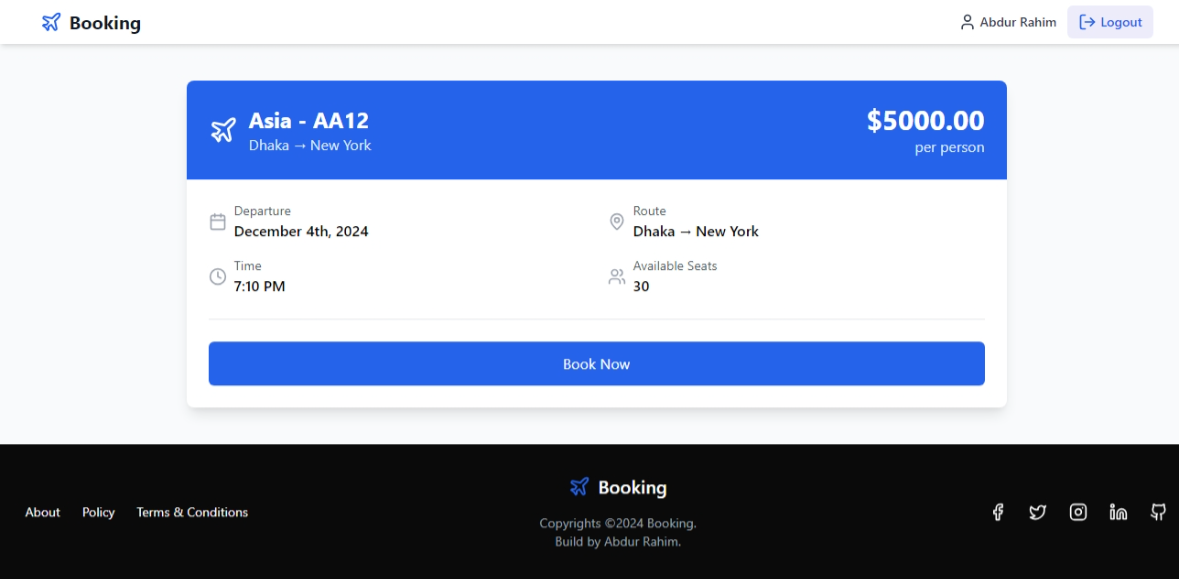 Booking
Abdur Rahim
Logout
Asia - AA12
Dhaka → New York
$5000.00
per person
Departure
December 4th, 2024
Route
Dhaka → New York
Time
7:10 PM
Available Seats
30
Book Now
About
Policy
Terms & Conditions
Booking
Copyrights ©2024 Booking.
Build by Abdur Rahim.